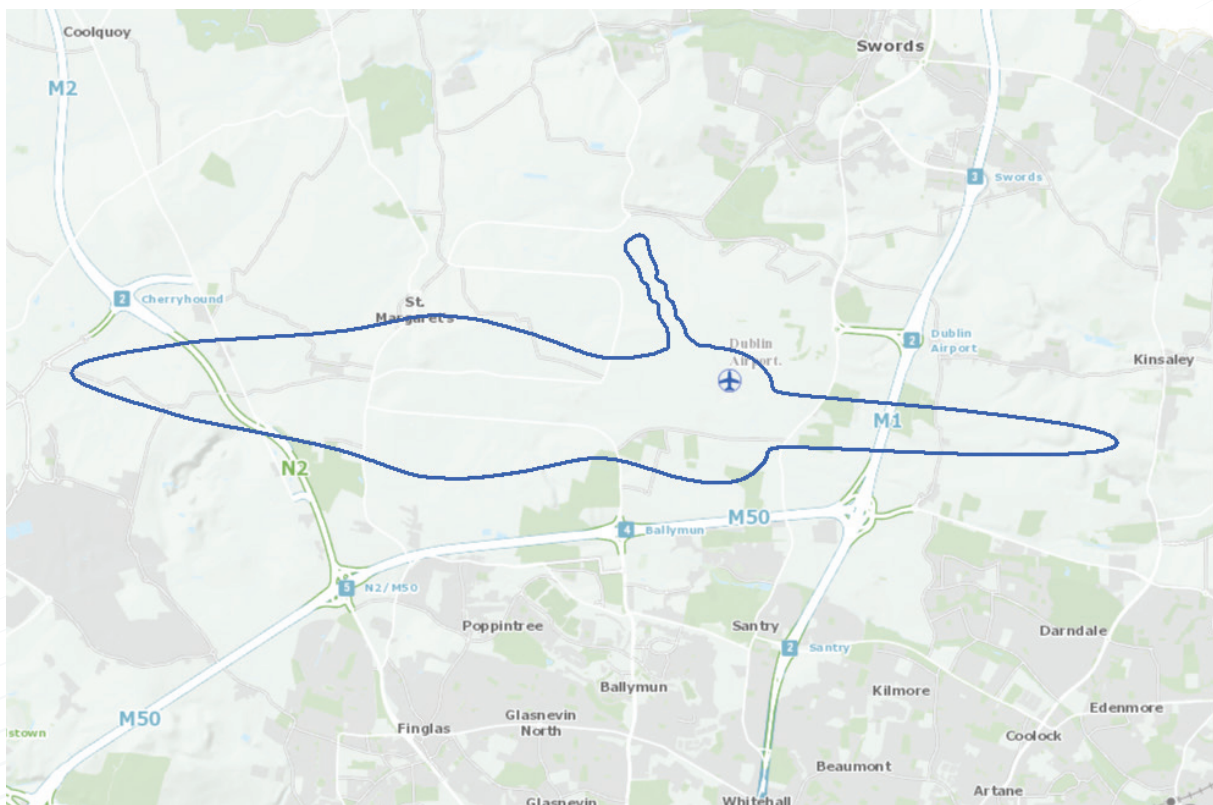 Coolquoy
Swords
M2
3
Swords
2
Cherryhound
St.
Margaret's
2
Dublin
Airport
Dublin
Airport.
Kinsaley
M1
N2
M50
4
Ballymun
5
N2/M50
Poppintree
Santry
Darndale
2
Santry
Ballymun
Kilmore
M50
Glasnevin
North
Edenmore
Finglas
Coolock
Beaumont
Artane
Glasnevin
Whitehall